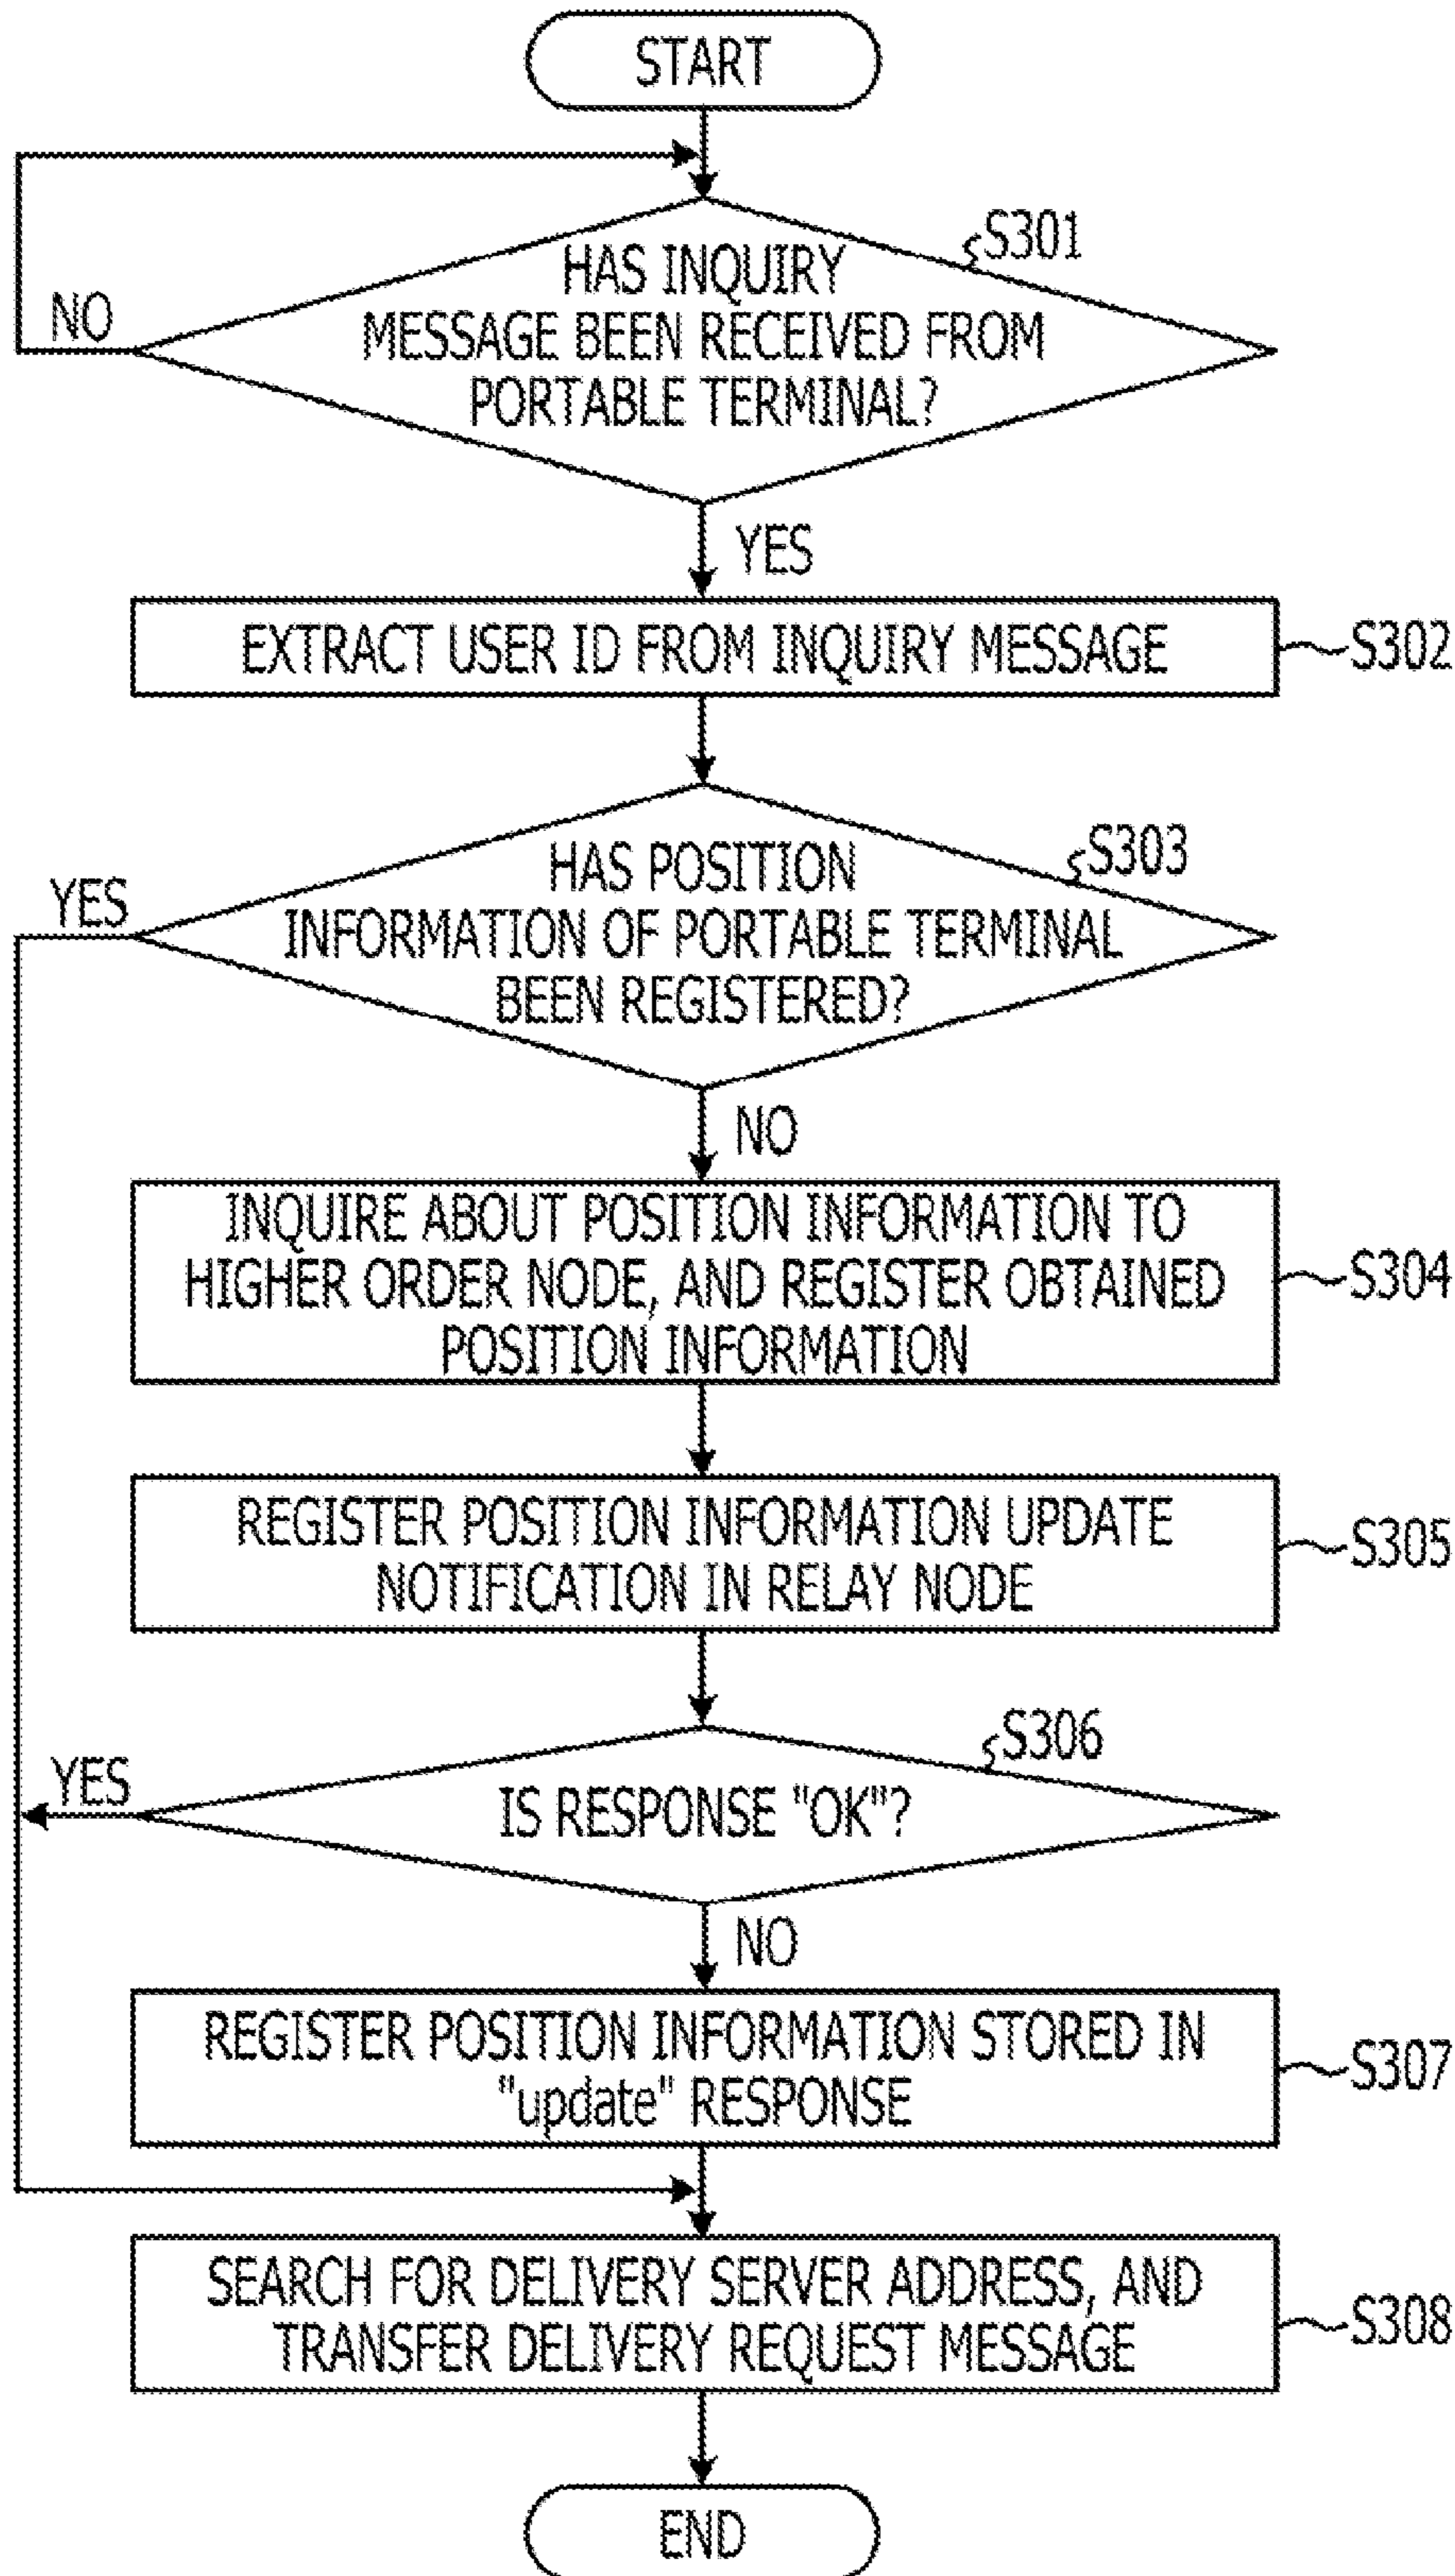 START
S301
HAS INQUIRY
MESSAGE BEEN RECEIVED FROM
PORTABLE TERMINAL?
NO
YES
EXTRACT USER ID FROM INQUIRY MESSAGE
S302
S303
HAS POSITION
INFORMATION OF PORTABLE TERMINAL
BEEN REGISTERED?
YES
NO
INQUIRE ABOUT POSITION INFORMATION TO
HIGHER ORDER NODE, AND REGISTER OBTAINED
POSITION INFORMATION
S304
REGISTER POSITION INFORMATION UPDATE
NOTIFICATION IN RELAY NODE
S305
S306
IS RESPONSE "OK"?
YES
NO
REGISTER POSITION INFORMATION STORED IN
"update" RESPONSE
S307
SEARCH FOR DELIVERY SERVER ADDRESS, AND
TRANSFER DELIVERY REQUEST MESSAGE
S308
END